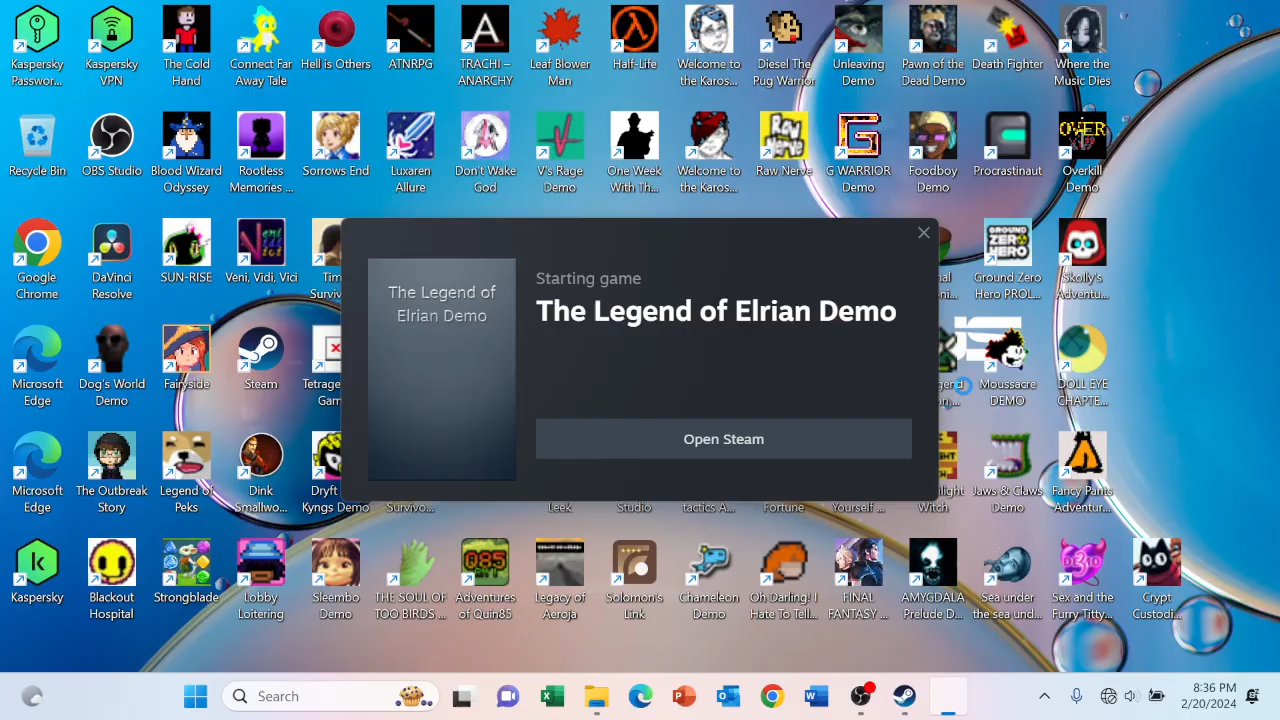 Kaspersky
Passwor...
Kaspersky
VPN
The Cold
Hand
Connect Far
Away Tale
Hell is Others
ATNRPG
A
TRACHI –
ANARCHY
Leaf Blower
Man
Half-Life
Welcome to
the Karos...
Diesel The
Pug Warrior
Unleaving
Demo
Pawn of the
Dead Demo
Death Fighter
Where the
Music Dies
Recycle Bin
OBS Studio
Blood Wizard
Odyssey
Rootless
Memories ...
Sorrows End
Luxaren
Allure
Don't Wake
God
V
V's Rage
Demo
One Week
With Th...
Welcome to
the Karos...
RAW
NERVE
Raw Nerve
G
G WARRIOR
Demo
Foodboy
Demo
Procrastinaut
OVER
Overkill
Demo
Google
Chrome
DaVinci
Resolve
SUN-RISE
Veni, Vidi, Vici
GROUND
ZERO
HERO
Ground Zero
Hero PROL...
Skolly's
Adventu...
Starting game
The Legend of Elrian Demo
The Legend of
Elrian Demo
Open Steam
Microsoft
Edge
Dog's World
Demo
Fairyside
Steam
Moussacre
DEMO
DOLL EYE
CHAPTE...
Microsoft
Edge
The Outbreak
Story
Legend of
Peks
Dink
Smallwo...
Dryft
Kyngs Demo
Survivo...
Leek
Studio
tactics A...
Fortune
Yourself ...
Witch
Jaws & Claws
Demo
Fancy Pants
Adventur...
Kaspersky
Blackout
Hospital
Strongblade
Lobby
Loitering
Sleembo
Demo
THE SOUL OF
TOO BIRDS ...
Q85
Adventures
of Quin85
Legacy of
Aeroja
Solomon's
Link
Chameleon
Demo
Oh Darling! I
Hate To Tell...
FINAL
FANTASY ...
AMYGDALA
Prelude D...
Sea under
the sea und...
DEMO
Sex and the
Furry Titty...
Crypt
Custodi...
Search
8:36 PM
2/20/2024